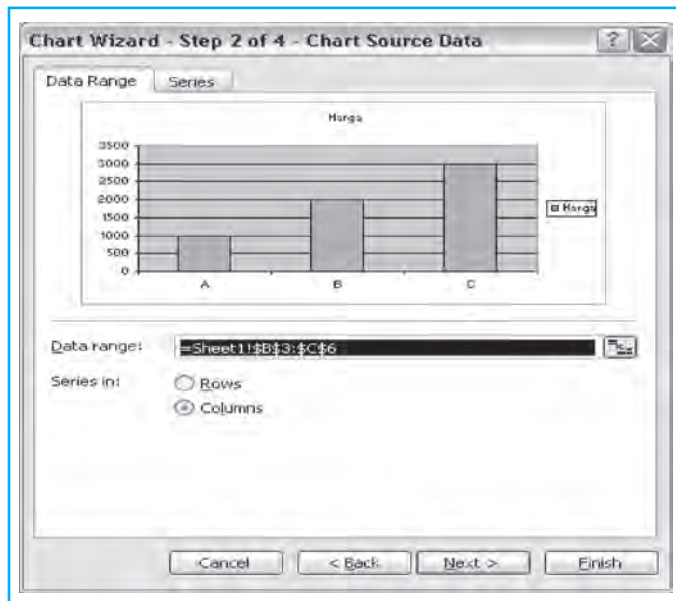 Chart Wizard - Step 2 of 4 - Chart Source Data
Data Range Series
Harga
3500
3000
2500
2000
1500
1000
500
0
A B C
Harga
Data range: =Sheet1!$B$3:$C$6
Series in: Rows
Columns
Cancel < Back Next > Finish